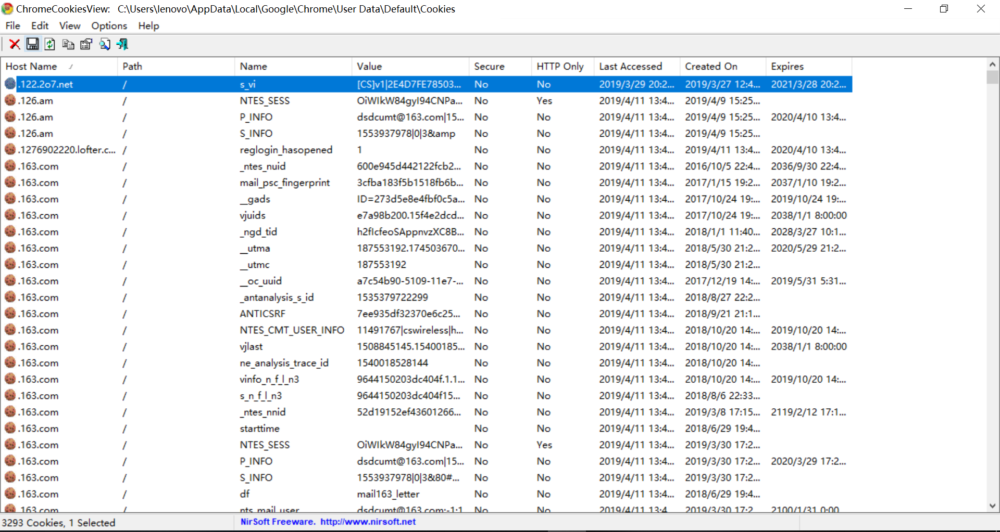 ChromeCookiesView:   C:\Users\lenovo\AppData\Local\Google\Chrome\User Data\Default\Cookies
File Edit View Options Help
Host Name Path Name Value Secure HTTP Only Last Accessed Created On Expires
.122.2o7.net / s_vi [CS]v1|2E4D7FE78503... No No 2019/3/29 20:2... 2019/3/27 12:4... 2021/3/28 20:2...
.126.am / NTES_SESS OiWIkW84gyI94CNPa... No Yes 2019/4/11 13:4... 2019/4/9 15:25...
.126.am / P_INFO dsdcumt@163.com|15... No No 2019/4/11 13:4... 2019/4/9 15:25... 2020/4/10 13:4...
.126.am / S_INFO 1553937978|0|3&amp No No 2019/4/11 13:4... 2019/4/9 15:25...
.1276902220.lofter.c... / reglogin_hasopened 1 No No 2019/4/11 13:4... 2019/4/11 13:4... 2020/4/10 13:4...
.163.com / _ntes_nuid 600e945d442122fcb2... No No 2019/4/11 13:4... 2016/10/5 22:4... 2036/9/30 22:4...
.163.com / mail_psc_fingerprint 3cfba183f5b1518fb6b... No No 2019/4/11 13:4... 2017/1/15 19:2... 2037/1/10 19:2...
.163.com / __gads ID=273d5e8e4fbf0c5a... No No 2019/4/11 13:4... 2017/10/24 19:... 2019/10/24 19:...
.163.com / vjuids e7a98b200.15f4e2dcd... No No 2019/4/11 13:4... 2017/10/24 19:... 2038/1/1 8:00:00
.163.com / _ngd_tid h2fIcfeoSAppnvzXC8B... No No 2019/4/11 13:4... 2018/1/1 11:40... 2028/3/27 10:1...
.163.com / __utma 187553192.174503670... No No 2019/4/11 13:4... 2018/5/30 21:2... 2020/5/29 21:2...
.163.com / __utmc 187553192 No No 2019/4/11 13:4... 2018/5/30 21:2...
.163.com / __oc_uuid a7c54b90-5109-11e7-... No No 2019/4/11 13:4... 2017/12/19 14:... 2019/5/31 5:31...
.163.com / _antanalysis_s_id 1535379722299 No No 2019/4/11 13:4... 2018/8/27 22:2...
.163.com / ANTICSRF 7ee935df32370e6c25... No No 2019/4/11 13:4... 2018/9/21 21:1...
.163.com / NTES_CMT_USER_INFO 11491767|cswireless|h... No No 2019/4/11 13:4... 2018/10/20 14:... 2019/10/20 14:...
.163.com / vjlast 1508845145.15400185... No No 2019/4/11 13:4... 2018/10/20 14:... 2038/1/1 8:00:00
.163.com / ne_analysis_trace_id 1540018528144 No No 2019/4/11 13:4... 2018/10/20 14:...
.163.com / vinfo_n_f_l_n3 9644150203dc404f.1.1... No No 2019/4/11 13:4... 2018/10/20 14:... 2019/10/20 14:...
.163.com / s_n_f_l_n3 9644150203dc404f15... No No 2019/4/11 13:4... 2018/8/6 22:33...
.163.com / _ntes_nnid 52d19152ef43601266... No No 2019/4/11 13:4... 2019/3/8 17:15... 2119/2/12 17:1...
.163.com / starttime No No 2019/4/11 13:4... 2018/6/29 19:4...
.163.com / NTES_SESS OiWIkW84gyI94CNPa... No Yes 2019/4/11 13:4... 2019/3/30 17:2...
.163.com / P_INFO dsdcumt@163.com|15... No No 2019/4/11 13:4... 2019/3/30 17:2... 2020/3/29 17:2...
.163.com / S_INFO 1553937978|0|3&80#... No No 2019/4/11 13:4... 2019/3/30 17:2...
.163.com / df mail163_letter No No 2019/4/11 13:4... 2018/6/29 19:4...
.163.com / nts_mail_user dsdcumt@163.com:-1:1 No No 2019/4/11 13:4... 2019/3/30 17:2... 2100/1/31 0:00...
3293 Cookies, 1 Selected NirSoft Freeware.  http://www.nirsoft.net